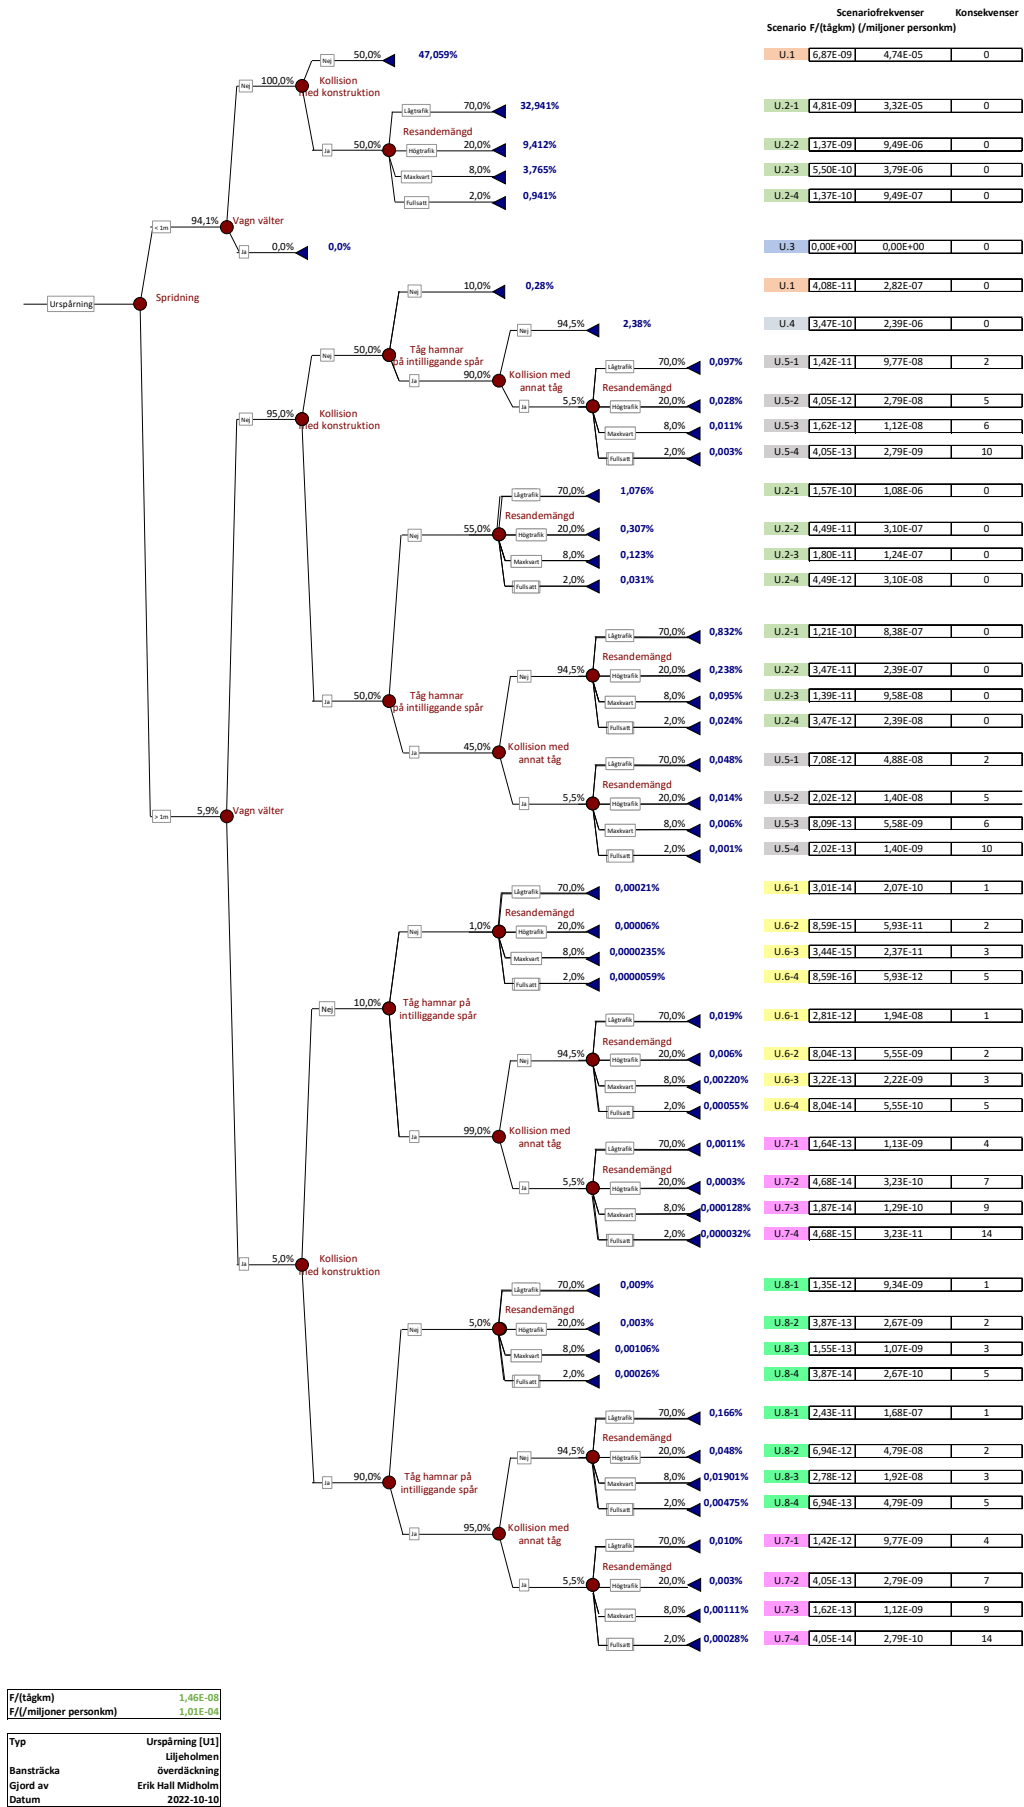 Scenariofrekvenser Konsekvenser
Scenario F/(tågkm) (/miljoner personkm)
Nej 50,0% 47,059% U.1 6,87E-09 4,74E-05 0
Nej 100,0% Kollision
med konstruktion
Lågtrafik 70,0% 32,941% U.2-1 4,81E-09 3,32E-05 0
Resandemängd
Ja 50,0% Högtrafik 20,0% 9,412% U.2-2 1,37E-09 9,49E-06 0
Maxkvart 8,0% 3,765% U.2-3 5,50E-10 3,79E-06 0
Fullsatt 2,0% 0,941% U.2-4 1,37E-10 9,49E-07 0
< 1m 94,1% Vagn välter
Ja 0,0% 0,0% U.3 0,00E+00 0,00E+00 0
Nej 10,0% 0,28% U.1 4,08E-11 2,82E-07 0
Urspårning Spridning
Nej 94,5% 2,38% U.4 3,47E-10 2,39E-06 0
Nej 50,0% Tåg hamnar
på intilliggande spår
Lågtrafik 70,0% 0,097% U.5-1 1,42E-11 9,77E-08 2
Ja 90,0% Kollision med
annat tåg
Resandemängd
Ja 5,5% Högtrafik 20,0% 0,028% U.5-2 4,05E-12 2,79E-08 5
Nej 95,0% Kollision
med konstruktion
Maxkvart 8,0% 0,011% U.5-3 1,62E-12 1,12E-08 6
Fullsatt 2,0% 0,003% U.5-4 4,05E-13 2,79E-09 10
Lågtrafik 70,0% 1,076% U.2-1 1,57E-10 1,08E-06 0
Resandemängd
Nej 55,0% Högtrafik 20,0% 0,307% U.2-2 4,49E-11 3,10E-07 0
Maxkvart 8,0% 0,123% U.2-3 1,80E-11 1,24E-07 0
Fullsatt 2,0% 0,031% U.2-4 4,49E-12 3,10E-08 0
Lågtrafik 70,0% 0,832% U.2-1 1,21E-10 8,38E-07 0
Resandemängd
Nej 94,5% Högtrafik 20,0% 0,238% U.2-2 3,47E-11 2,39E-07 0
Ja 50,0% Tåg hamnar
på intilliggande spår
Maxkvart 8,0% 0,095% U.2-3 1,39E-11 9,58E-08 0
Fullsatt 2,0% 0,024% U.2-4 3,47E-12 2,39E-08 0
Ja 45,0% Kollision med
annat tåg
Lågtrafik 70,0% 0,048% U.5-1 7,08E-12 4,88E-08 2
Resandemängd
Ja 5,5% Högtrafik 20,0% 0,014% U.5-2 2,02E-12 1,40E-08 5
> 1m 5,9% Vagn välter
Maxkvart 8,0% 0,006% U.5-3 8,09E-13 5,58E-09 6
Fullsatt 2,0% 0,001% U.5-4 2,02E-13 1,40E-09 10
Lågtrafik 70,0% 0,00021% U.6-1 3,01E-14 2,07E-10 1
Resandemängd
Nej 1,0% Högtrafik 20,0% 0,00006% U.6-2 8,59E-15 5,93E-11 2
Maxkvart 8,0% 0,0000235% U.6-3 3,44E-15 2,37E-11 3
Fullsatt 2,0% 0,0000059% U.6-4 8,59E-16 5,93E-12 5
Nej 10,0% Tåg hamnar på
intilliggande spår
Lågtrafik 70,0% 0,019% U.6-1 2,81E-12 1,94E-08 1
Resandemängd
Nej 94,5% Högtrafik 20,0% 0,006% U.6-2 8,04E-13 5,55E-09 2
Maxkvart 8,0% 0,00220% U.6-3 3,22E-13 2,22E-09 3
Fullsatt 2,0% 0,00055% U.6-4 8,04E-14 5,55E-10 5
Ja 99,0% Kollision med
annat tåg
Lågtrafik 70,0% 0,0011% U.7-1 1,64E-13 1,13E-09 4
Resandemängd
Ja 5,5% Högtrafik 20,0% 0,0003% U.7-2 4,68E-14 3,23E-10 7
Maxkvart 8,0% 0,000128% U.7-3 1,87E-14 1,29E-10 9
Fullsatt 2,0% 0,000032% U.7-4 4,68E-15 3,23E-11 14
Ja 5,0% Kollision
med konstruktion
Lågtrafik 70,0% 0,009% U.8-1 1,35E-12 9,34E-09 1
Resandemängd
Nej 5,0% Högtrafik 20,0% 0,003% U.8-2 3,87E-13 2,67E-09 2
Maxkvart 8,0% 0,00106% U.8-3 1,55E-13 1,07E-09 3
Fullsatt 2,0% 0,00026% U.8-4 3,87E-14 2,67E-10 5
Lågtrafik 70,0% 0,166% U.8-1 2,43E-11 1,68E-07 1
Resandemängd
Nej 94,5% Högtrafik 20,0% 0,048% U.8-2 6,94E-12 4,79E-08 2
Ja 90,0% Tåg hamnar på
intilliggande spår
Maxkvart 8,0% 0,01901% U.8-3 2,78E-12 1,92E-08 3
Fullsatt 2,0% 0,00475% U.8-4 6,94E-13 4,79E-09 5
Ja 95,0% Kollision med
annat tåg
Lågtrafik 70,0% 0,010% U.7-1 1,42E-12 9,77E-09 4
Resandemängd
Ja 5,5% Högtrafik 20,0% 0,003% U.7-2 4,05E-13 2,79E-09 7
Maxkvart 8,0% 0,00111% U.7-3 1,62E-13 1,12E-09 9
Fullsatt 2,0% 0,00028% U.7-4 4,05E-14 2,79E-10 14
F/(tågkm) 1,46E-08
F/(/miljoner personkm) 1,01E-04
Typ Urspårning [U1]
Liljeholmen
Bansträcka överdäckning
Gjord av Erik Hall Midholm
Datum 2022-10-10